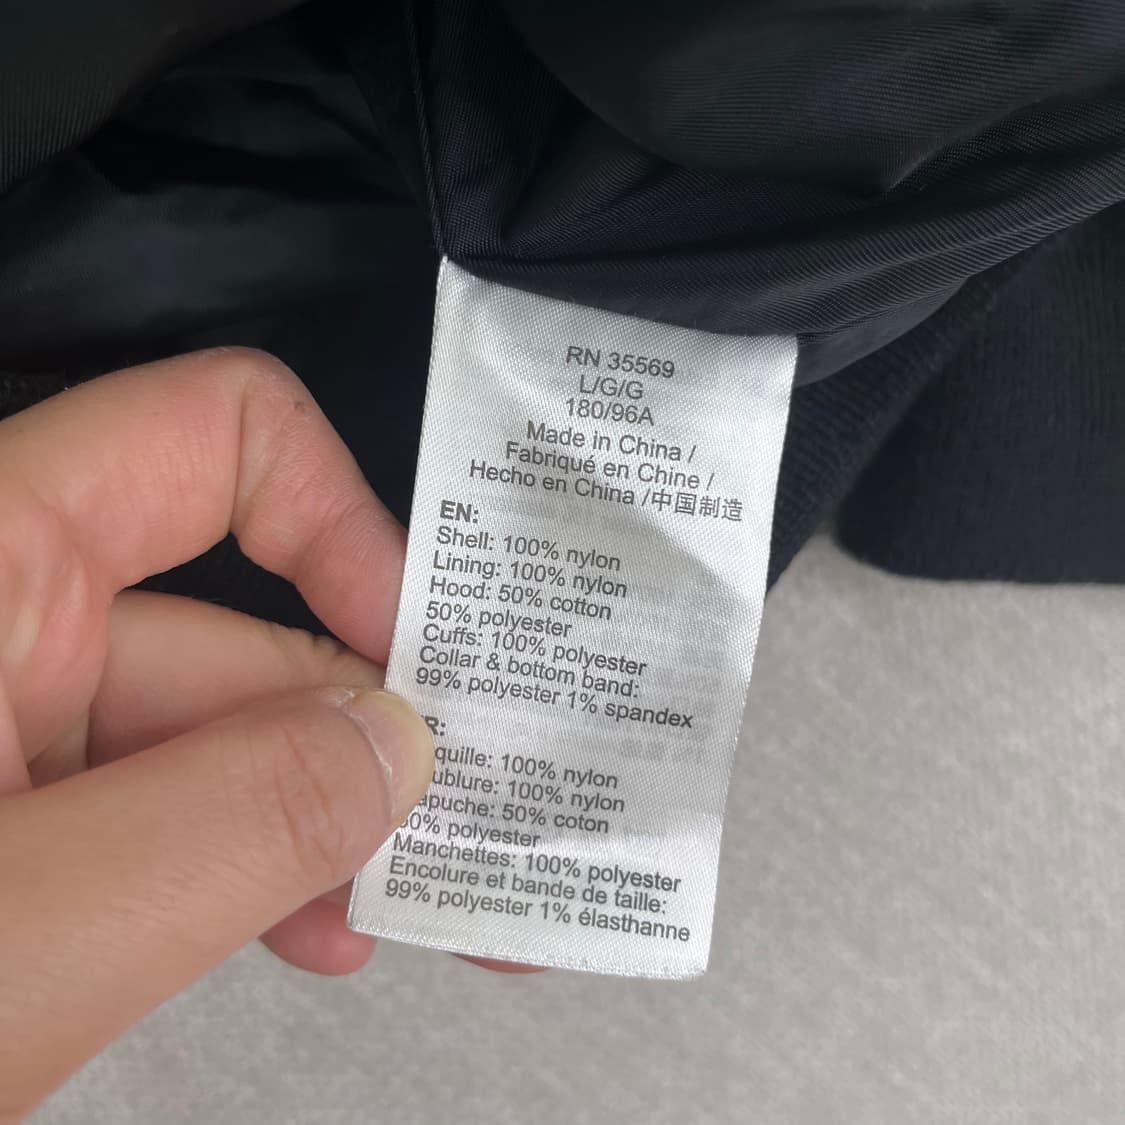 RN 35569
L/G/G
180/96A
Made in China /
Fabriqué en Chine /
Hecho en China /中国制造
EN:
Shell: 100% nylon
Lining: 100% nylon
Hood: 50% cotton
50% polyester
Cuffs: 100% polyester
Collar & bottom band:
99% polyester 1% spandex
R:
quille: 100% nylon
ublure: 100% nylon
apuche: 50% coton
50% polyester
Manchettes: 100% polyester
Encolure et bande de taille:
99% polyester 1% élasthanne